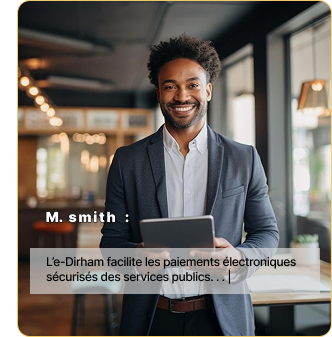 M. smith :
L'e-Dirham facilite les paiements électroniques
sécurisés des services publics. . .|